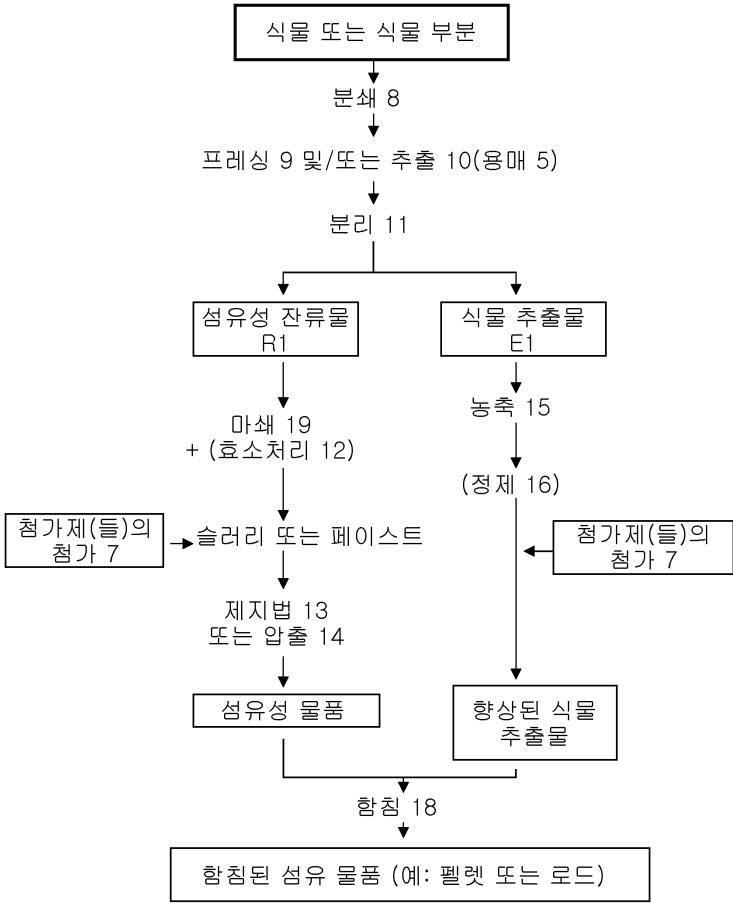 식물 또는 식물 부분
분쇄 8
프레싱 9 및/또는 추출 10(용매 5)
분리 11
섬유성 잔류물
R1
식물 추출물
E1
마쇄 19
+ (효소처리 12)
농축 15
(정제 16)
첨가제(들)의
첨가 7
슬러리 또는 페이스트
첨가제(들)의
첨가 7
제지법 13
또는 압출 14
섬유성 물품
향상된 식물
추출물
함침 18
함침된 섬유 물품 (예: 펠렛 또는 로드)